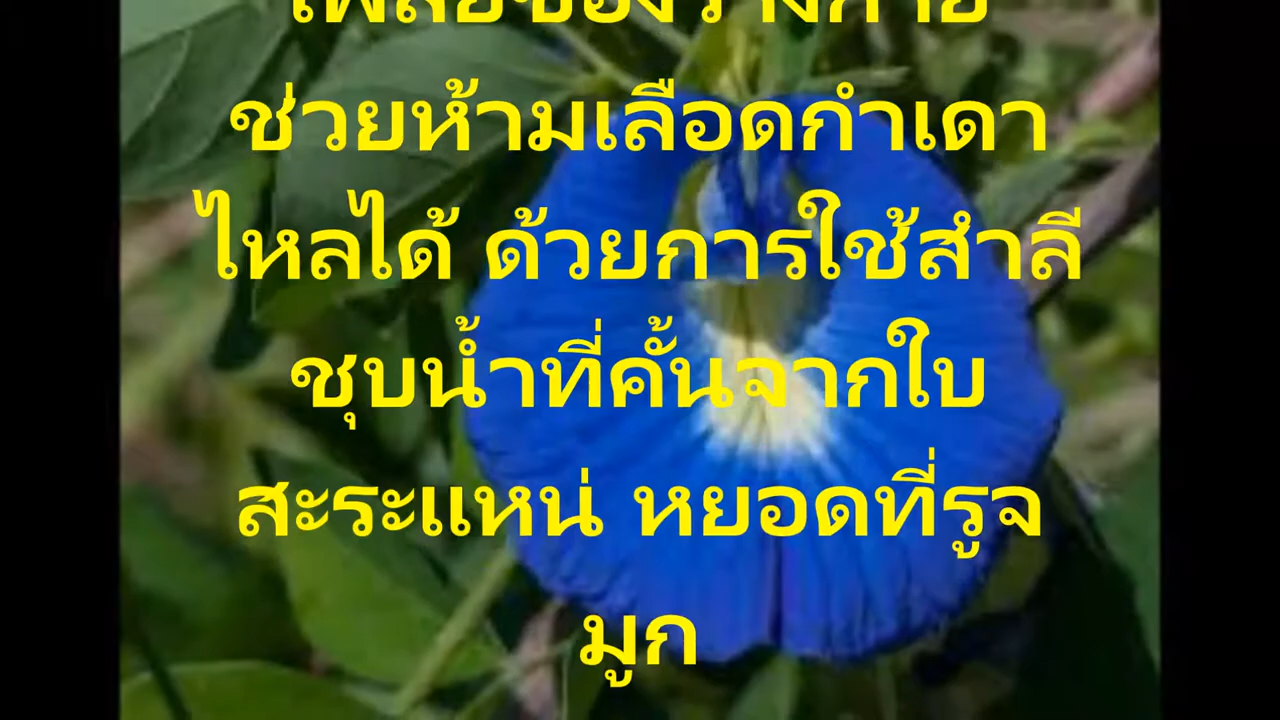 ช่วยห้ามเลือดกำเดา
ไหลได้ ด้วยการใช้สำลี
ชุบน้ำที่คั้นจากใบ
สะระแหน่ หยอดที่รูจ
มูก